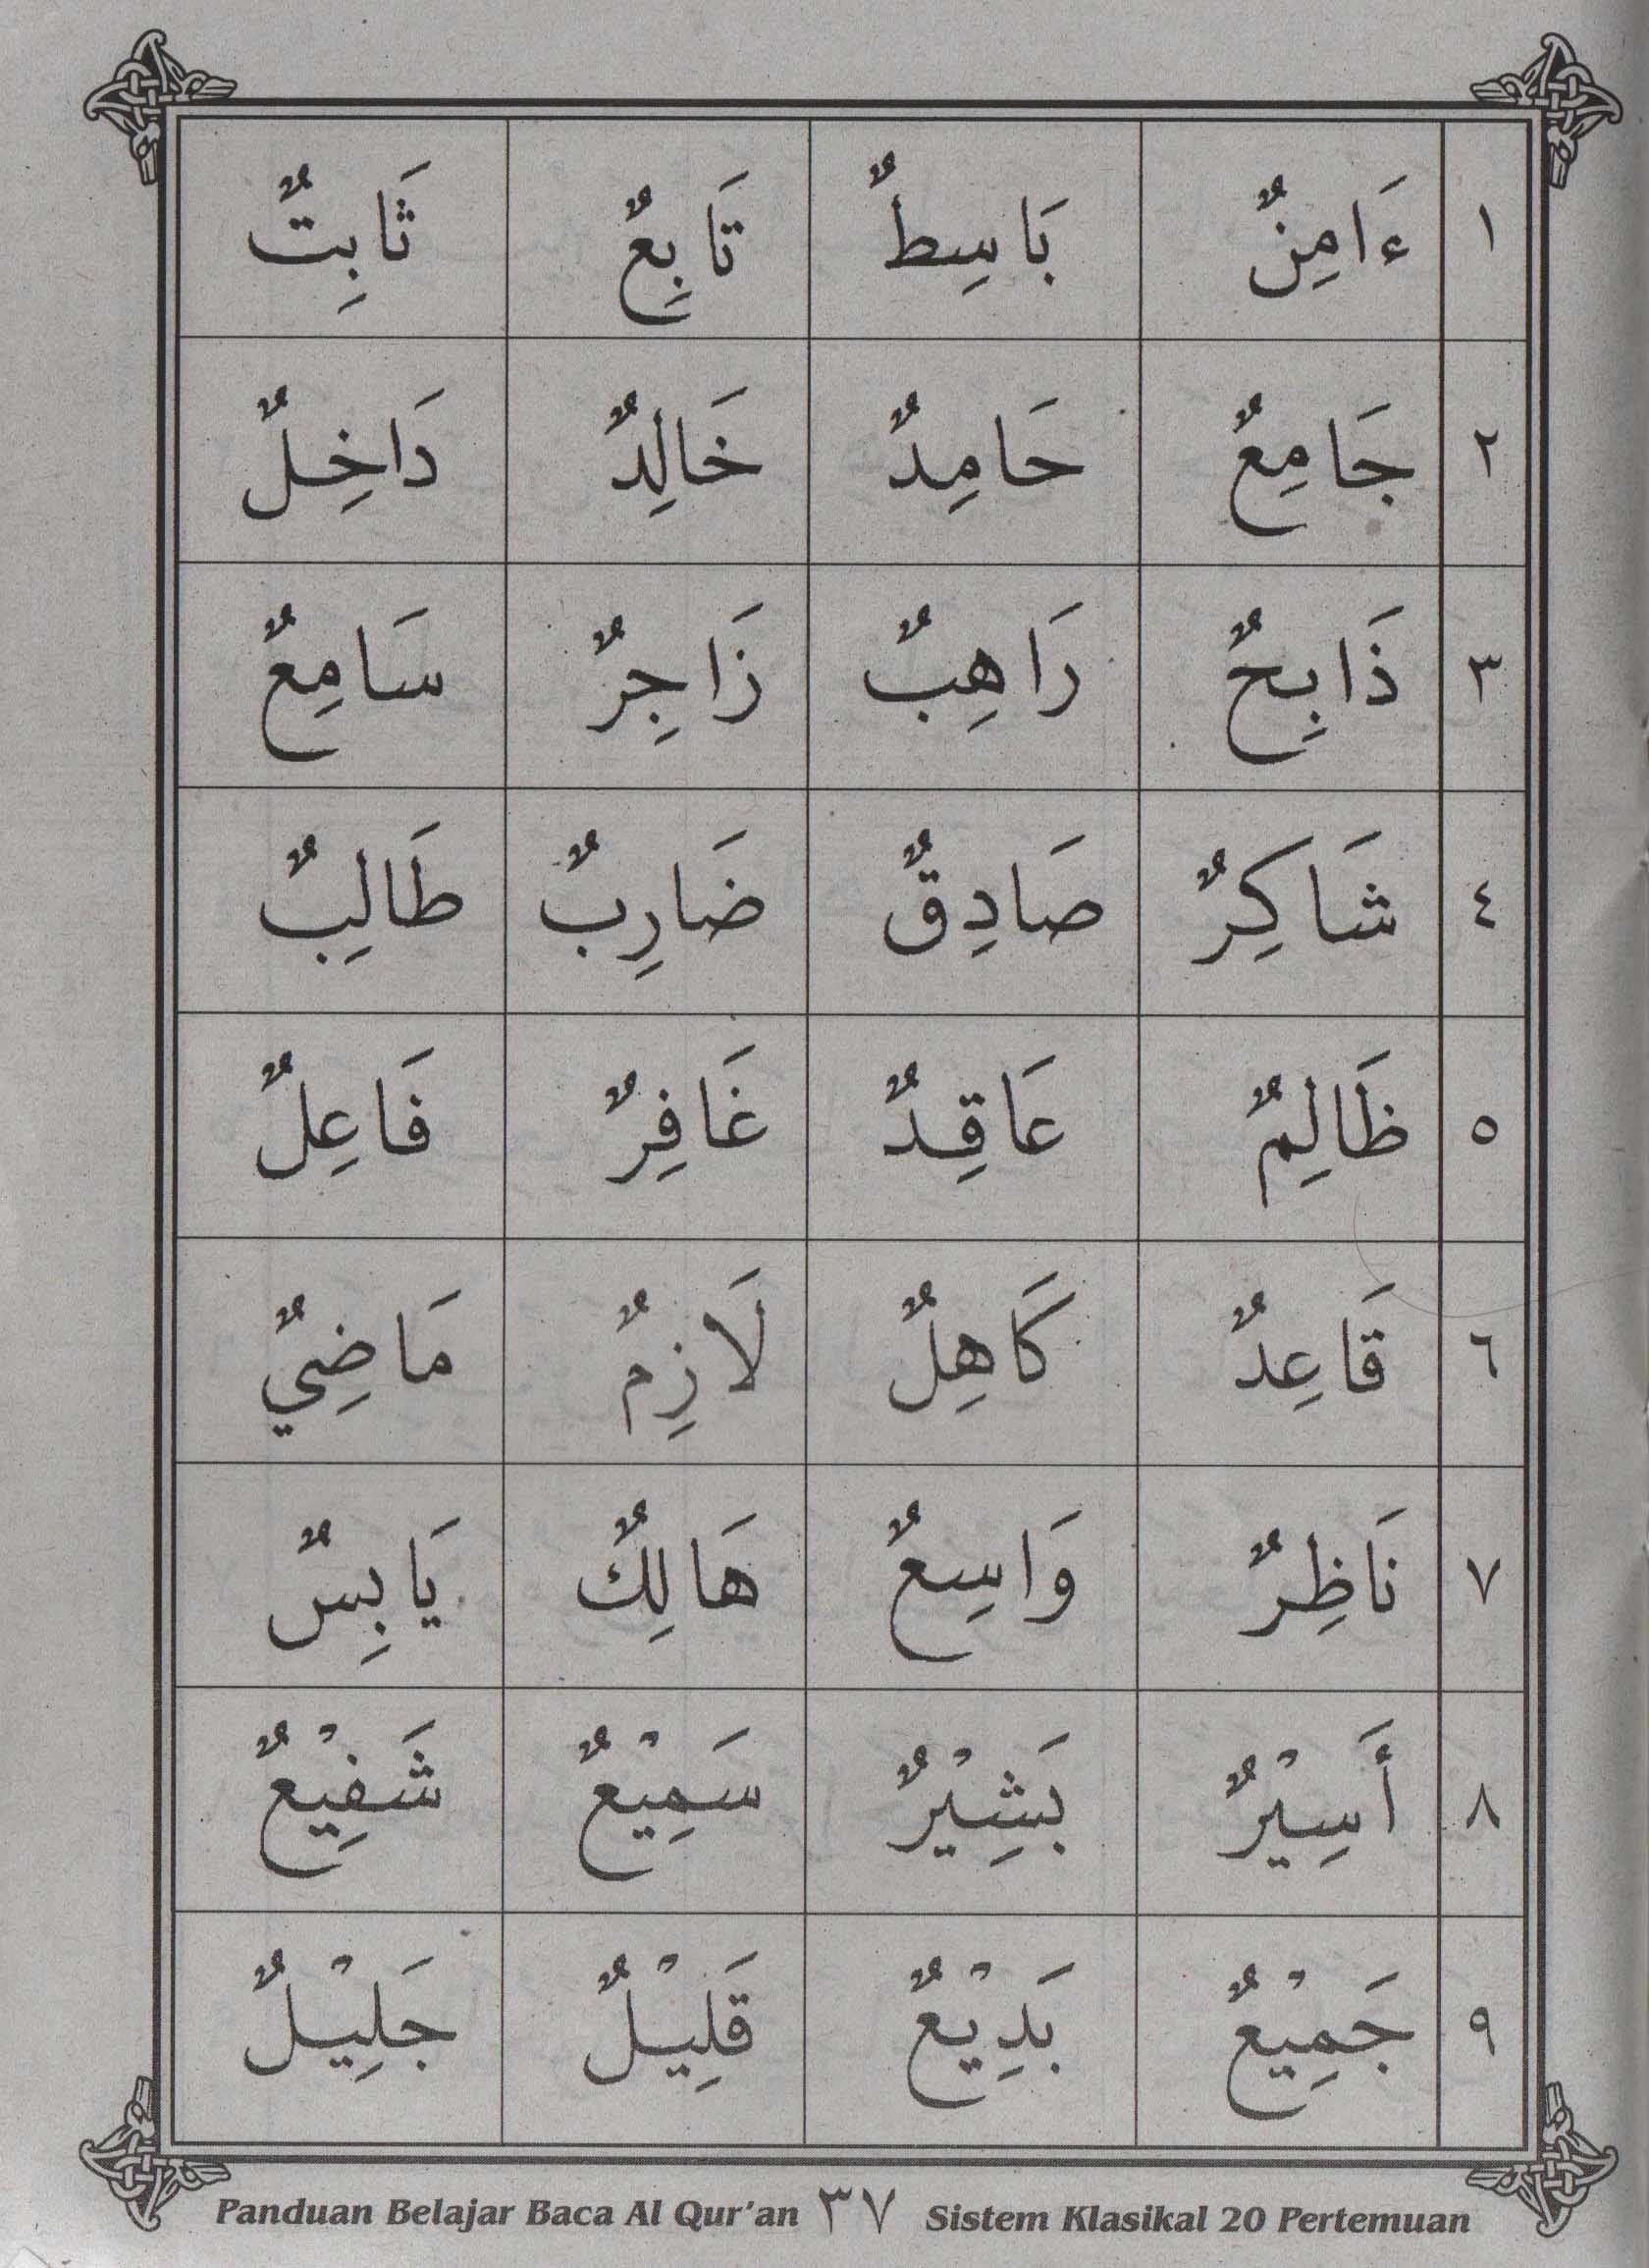 ١ ءَامِنٌ بَاسِطٌ تَابِعٌ ثَابِتٌ
٢ جَامِعٌ حَامِدٌ خَالِدٌ دَاخِلٌ
٣ ذَابِحٌ رَاهِبٌ زَاجِرٌ سَامِعٌ
٤ شَاكِرٌ صَادِقٌ ضَارِبٌ طَالِبٌ
٥ ظَالِمٌ عَاقِدٌ غَافِرٌ فَاعِلٌ
٦ قَاعِدٌ كَاهِلٌ لَازِمٌ مَاضِيٌ
٧ نَاظِرٌ وَاسِعٌ هَالِكٌ يَابِسٌ
٨ أَسِيْرٌ بَشِيْرٌ سَمِيْعٌ شَفِيْعٌ
٩ جَمِيْعٌ بَدِيْعٌ قَلِيْلٌ جَلِيْلٌ
Panduan Belajar Baca Al Qur'an ٣٧ Sistem Klasikal 20 Pertemuan